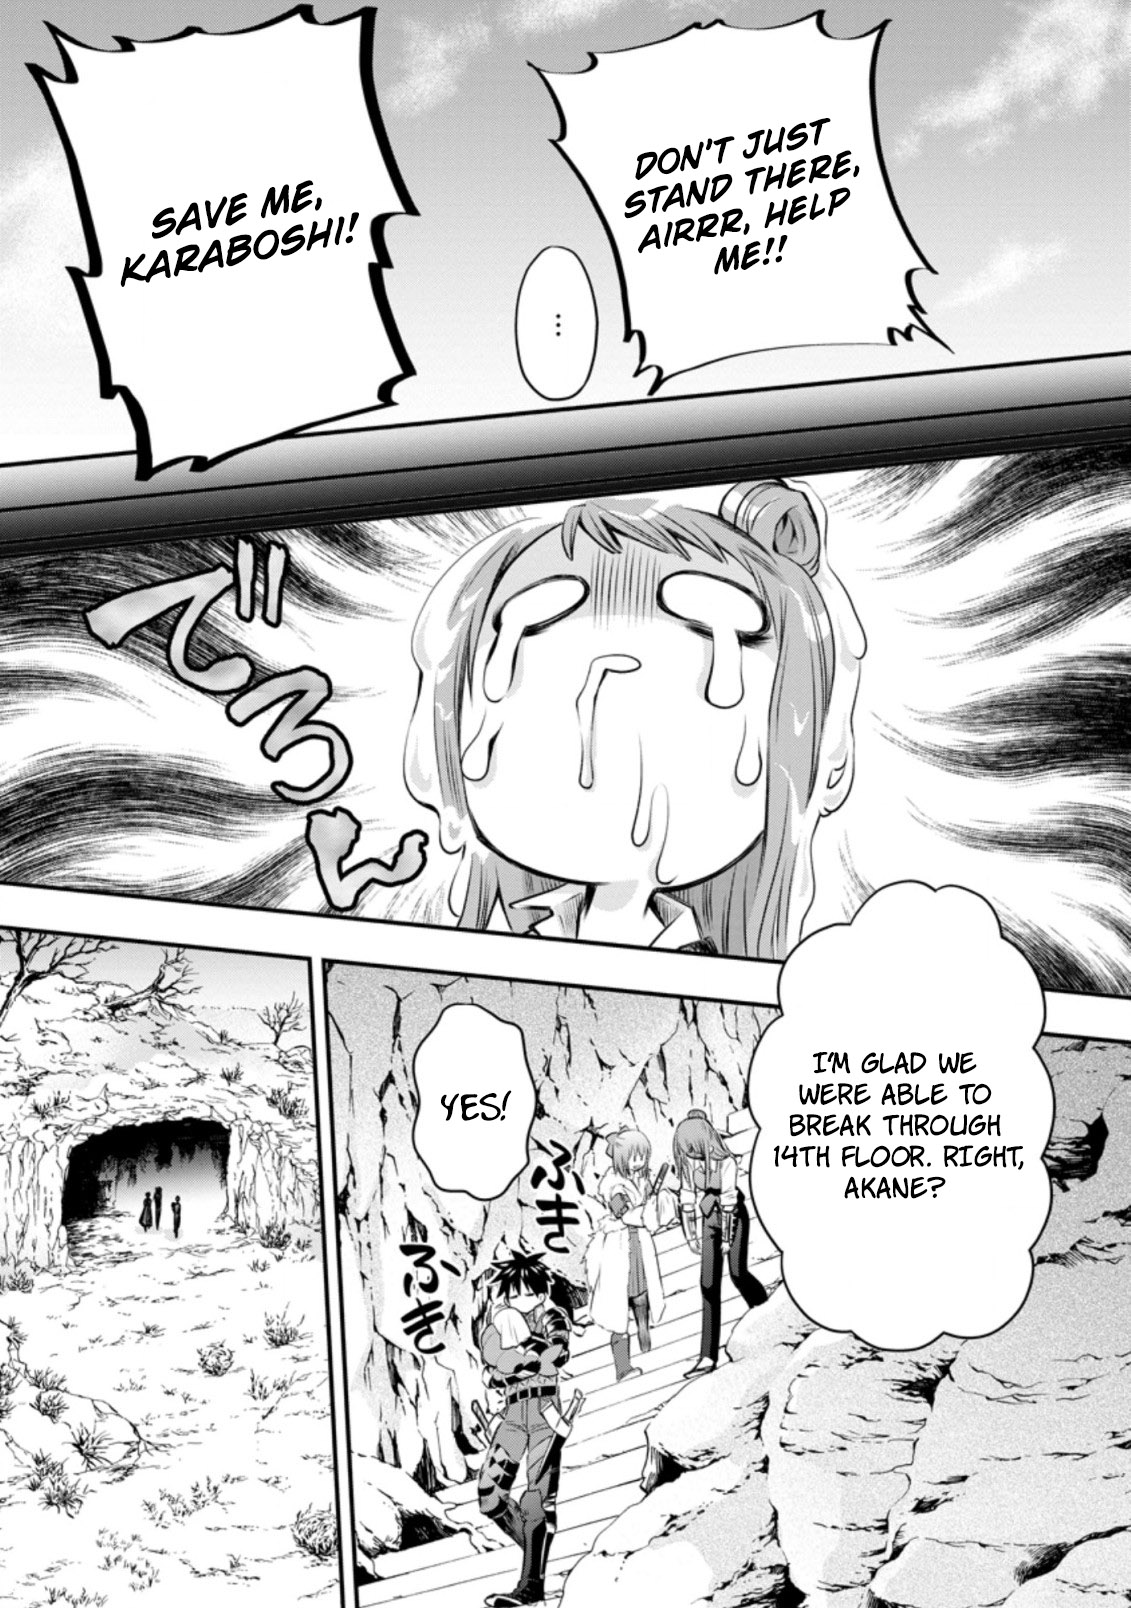 DON'T JUST
STAND THERE,
AIRRR, HELP
ME!!
...
SAVE ME,
KARABOSHI!
でろん
I'M GLAD WE
WERE ABLE TO
BREAK THROUGH
14TH FLOOR. RIGHT,
AKANE?
YES!
ふき
ふき